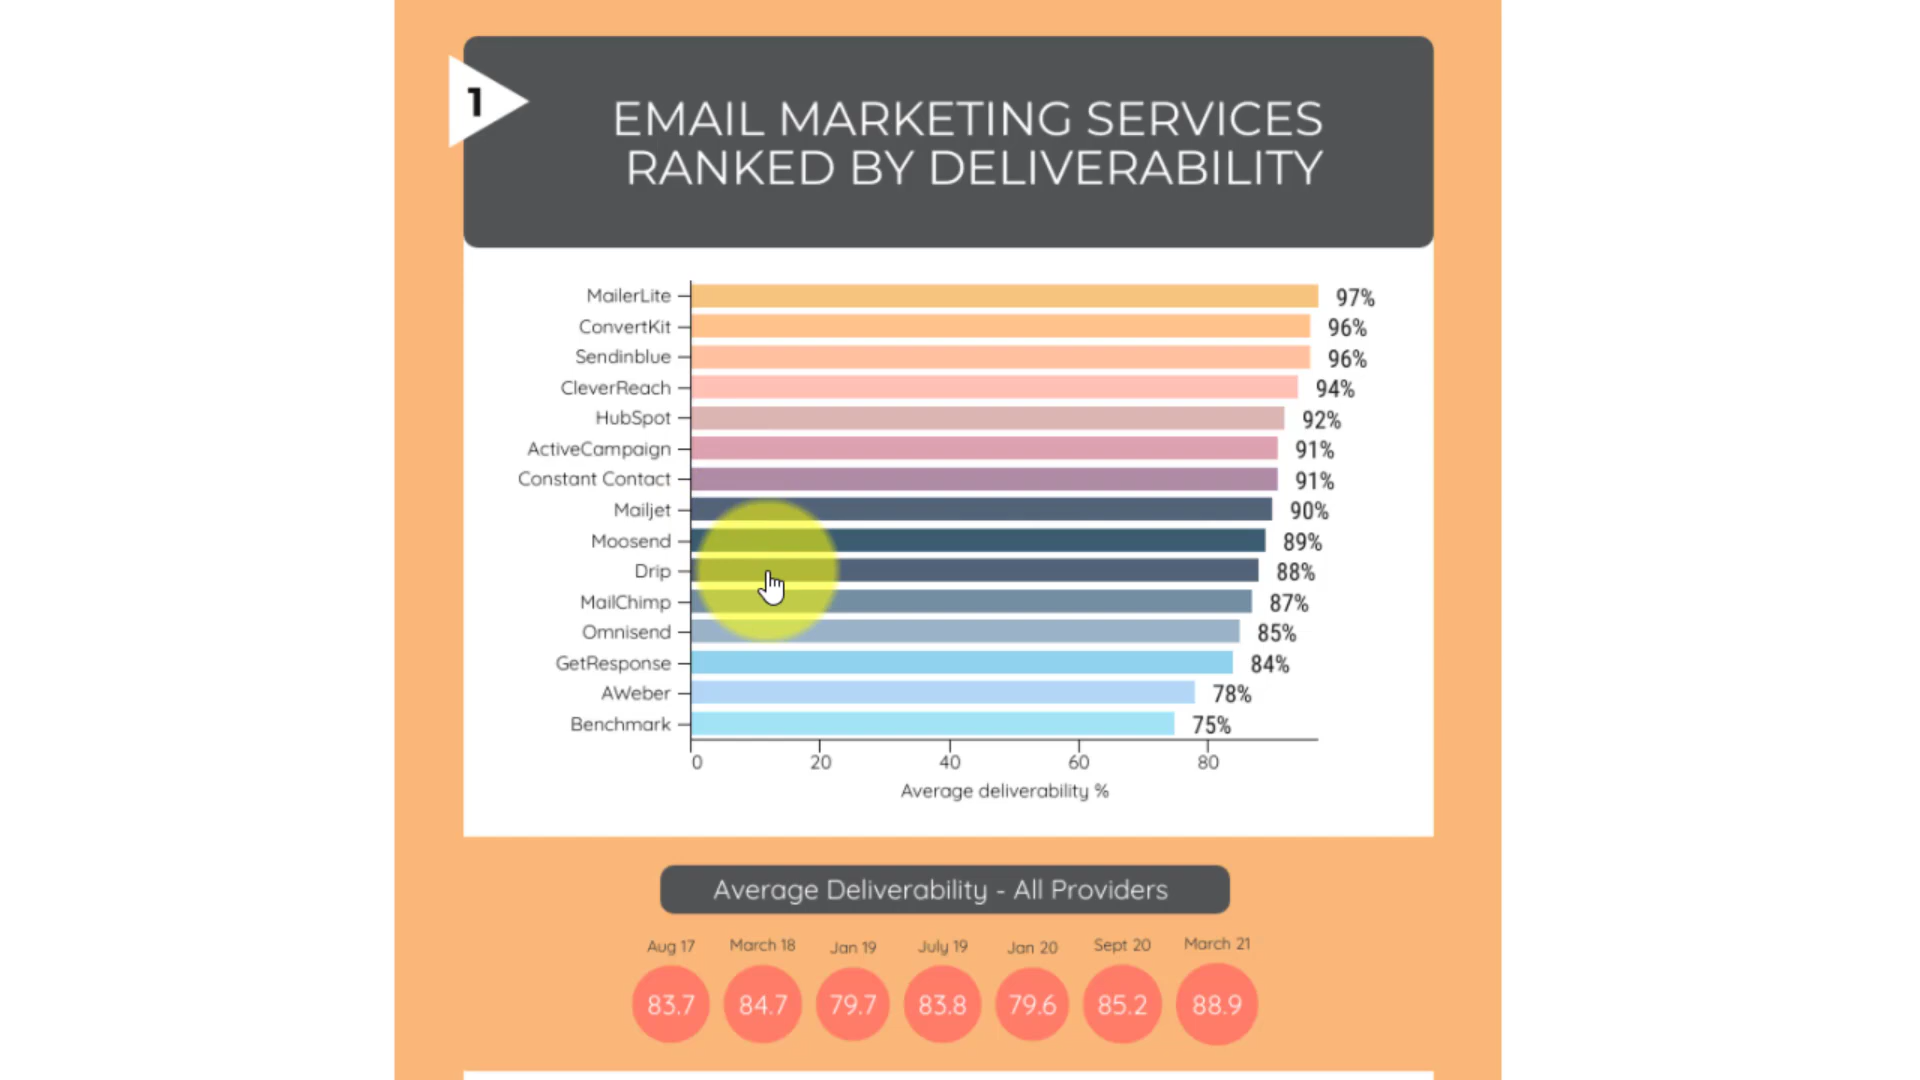 1
EMAIL MARKETING SERVICES
RANKED BY DELIVERABILITY
MailerLite 97%
ConvertKit 96%
Sendinblue 96%
CleverReach 94%
HubSpot 92%
ActiveCampaign 91%
Constant Contact 91%
Mailjet 90%
Moosend 89%
Drip 88%
MailChimp 87%
Omnisend 85%
GetResponse 84%
AWeber 78%
Benchmark 75%
0 20 40 60 80
Average deliverability %
Average Deliverability - All Providers
Aug 17 March 18 Jan 19 July 19 Jan 20 Sept 20 March 21
83.7 84.7 79.7 83.8 79.6 85.2 88.9